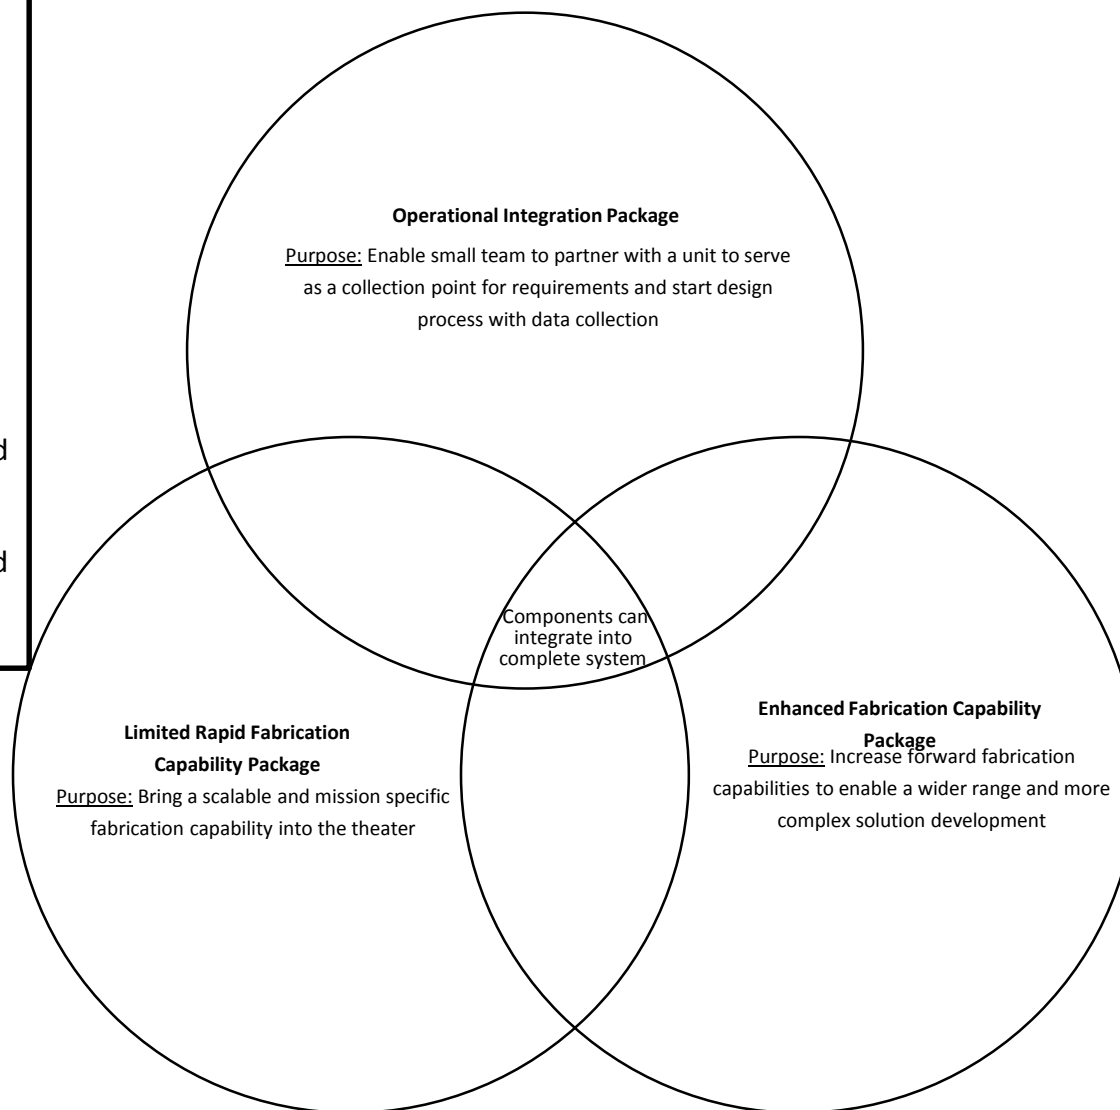 Operational Integration Package
Purpose: Enable small team to partner with a unit to serve
as a collection point for requirements and start design
process with data collection
d
d
Components can
integrate into
complete system
Limited Rapid Fabrication
Capability Package
Purpose: Bring a scalable and mission specific
fabrication capability into the theater
Enhanced Fabrication Capability
Package
Purpose: Increase forward fabrication
capabilities to enable a wider range and more
complex solution development